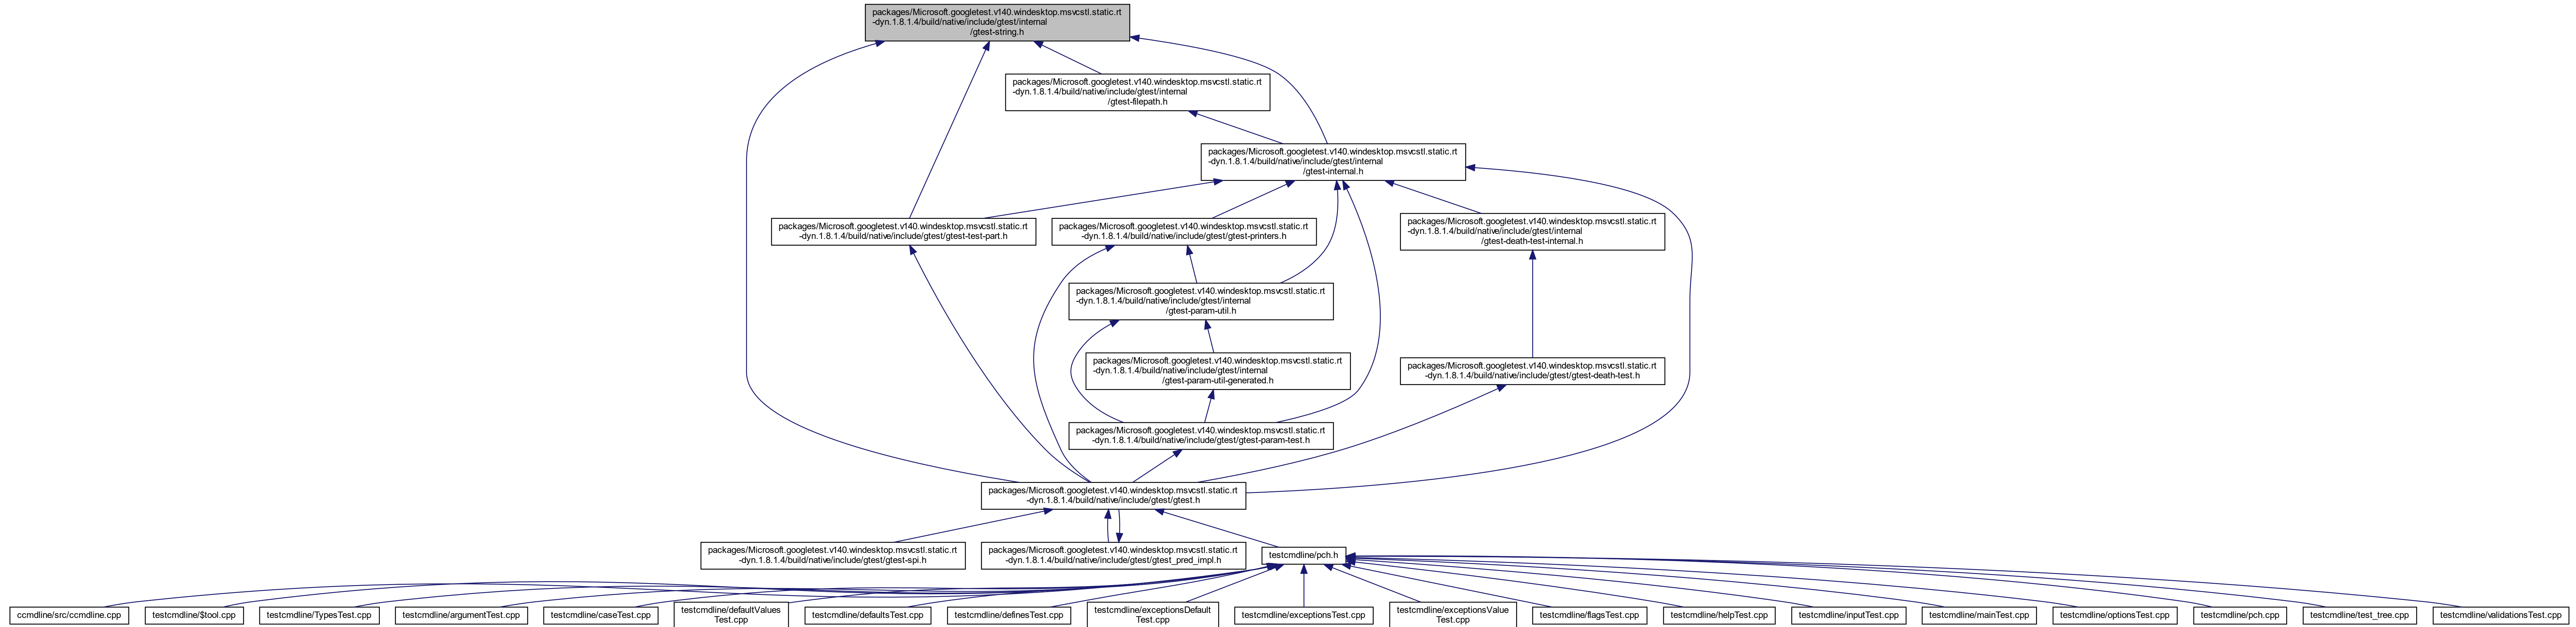 packages/Microsoft.googletest.v140.windesktop.msvcstl.static.rt
-dyn.1.8.1.4/build/native/include/gtest/internal
/gtest-string.h
packages/Microsoft.googletest.v140.windesktop.msvcstl.static.rt
-dyn.1.8.1.4/build/native/include/gtest/internal
/gtest-filepath.h
packages/Microsoft.googletest.v140.windesktop.msvcstl.static.rt
-dyn.1.8.1.4/build/native/include/gtest/internal
/gtest-internal.h
packages/Microsoft.googletest.v140.windesktop.msvcstl.static.rt
-dyn.1.8.1.4/build/native/include/gtest/gtest-test-part.h
packages/Microsoft.googletest.v140.windesktop.msvcstl.static.rt
-dyn.1.8.1.4/build/native/include/gtest/gtest-printers.h
packages/Microsoft.googletest.v140.windesktop.msvcstl.static.rt
-dyn.1.8.1.4/build/native/include/gtest/internal
/gtest-death-test-internal.h
packages/Microsoft.googletest.v140.windesktop.msvcstl.static.rt
-dyn.1.8.1.4/build/native/include/gtest/internal
/gtest-param-util.h
packages/Microsoft.googletest.v140.windesktop.msvcstl.static.rt
-dyn.1.8.1.4/build/native/include/gtest/internal
/gtest-param-util-generated.h
packages/Microsoft.googletest.v140.windesktop.msvcstl.static.rt
-dyn.1.8.1.4/build/native/include/gtest/gtest-death-test.h
packages/Microsoft.googletest.v140.windesktop.msvcstl.static.rt
-dyn.1.8.1.4/build/native/include/gtest/gtest-param-test.h
packages/Microsoft.googletest.v140.windesktop.msvcstl.static.rt
-dyn.1.8.1.4/build/native/include/gtest/gtest.h
packages/Microsoft.googletest.v140.windesktop.msvcstl.static.rt
-dyn.1.8.1.4/build/native/include/gtest/gtest-spi.h
packages/Microsoft.googletest.v140.windesktop.msvcstl.static.rt
-dyn.1.8.1.4/build/native/include/gtest/gtest_pred_impl.h
testcmdline/pch.h
ccmdline/src/ccmdline.cpp
testcmdline/$tool.cpp
testcmdline/TypesTest.cpp
testcmdline/argumentTest.cpp
testcmdline/caseTest.cpp
testcmdline/defaultValues
Test.cpp
testcmdline/defaultsTest.cpp
testcmdline/definesTest.cpp
testcmdline/exceptionsDefault
Test.cpp
testcmdline/exceptionsTest.cpp
testcmdline/exceptionsValue
Test.cpp
testcmdline/flagsTest.cpp
testcmdline/helpTest.cpp
testcmdline/inputTest.cpp
testcmdline/mainTest.cpp
testcmdline/optionsTest.cpp
testcmdline/pch.cpp
testcmdline/test_tree.cpp
testcmdline/validationsTest.cpp